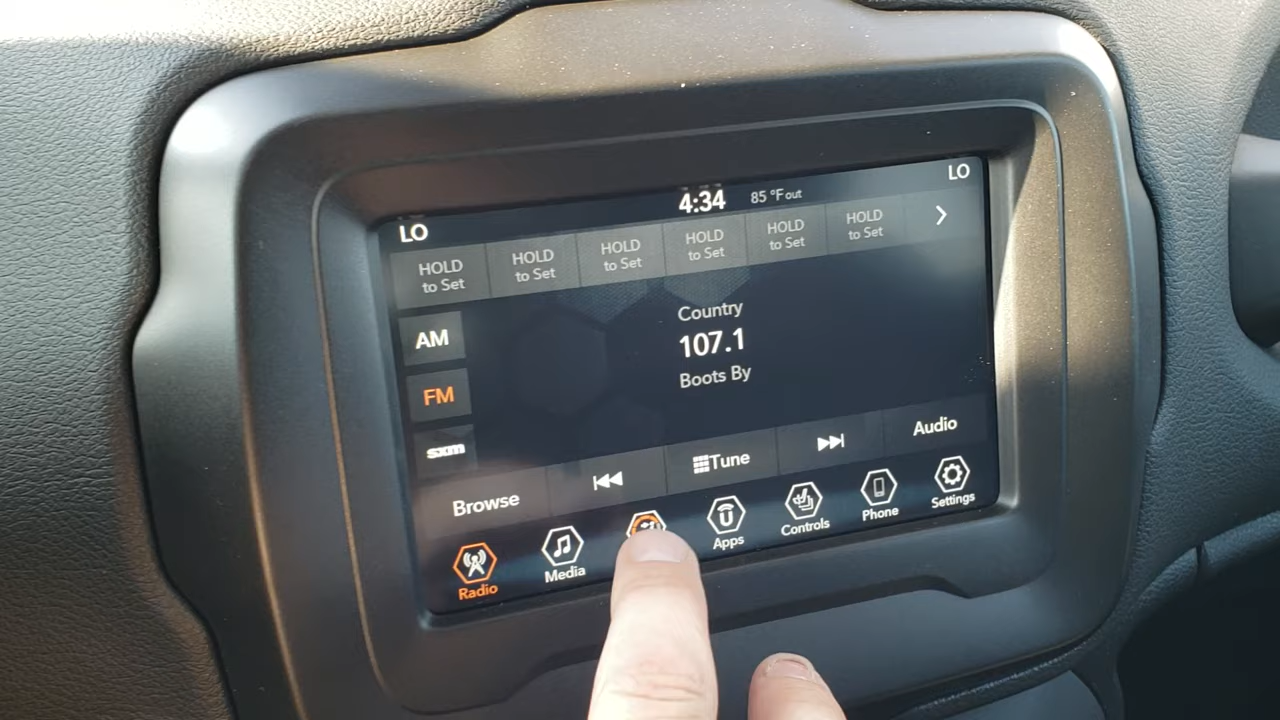 4:34
85 °F out
LO
LO
HOLD
to Set
HOLD
to Set
HOLD
to Set
HOLD
to Set
HOLD
to Set
HOLD
to Set
Country
107.1
Boots By
AM
FM
sxm
Browse
Tune
Audio
Radio
Media
Apps
Controls
Phone
Settings